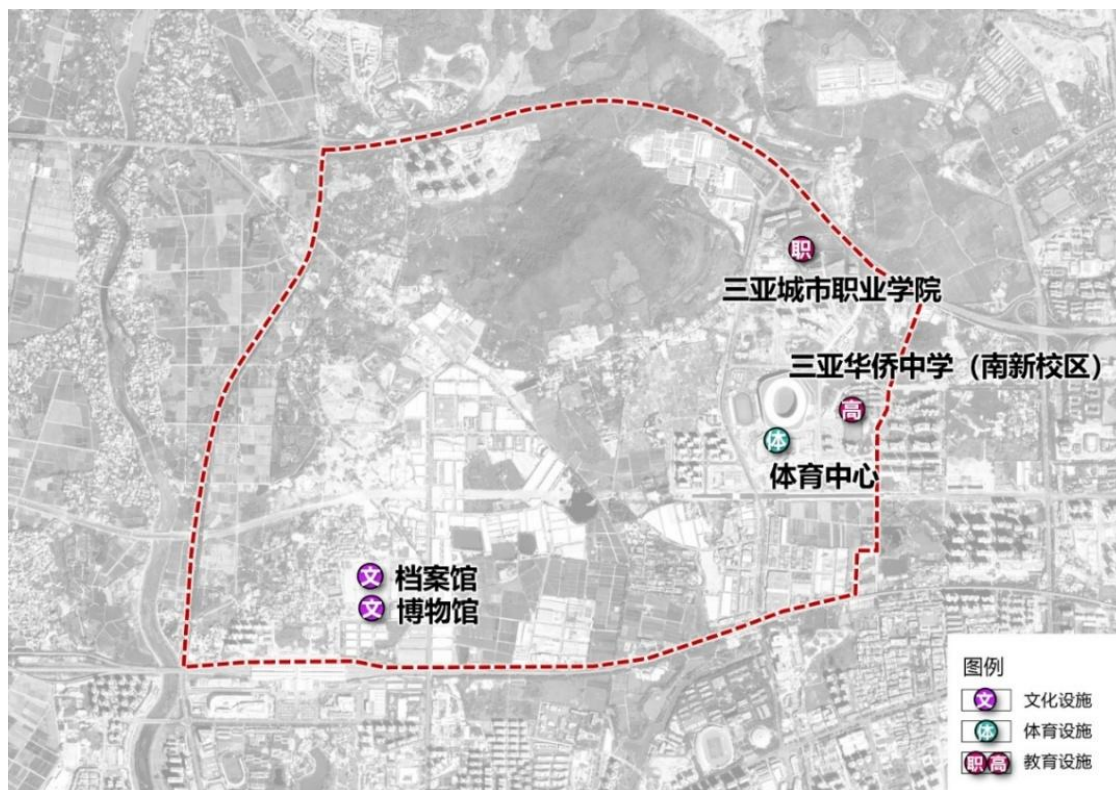 职
三亚城市职业学院
三亚华侨中学（南新校区）
高
体
体育中心
文 档案馆
文 博物馆
图例
文 文化设施
体 体育设施
职 高 教育设施